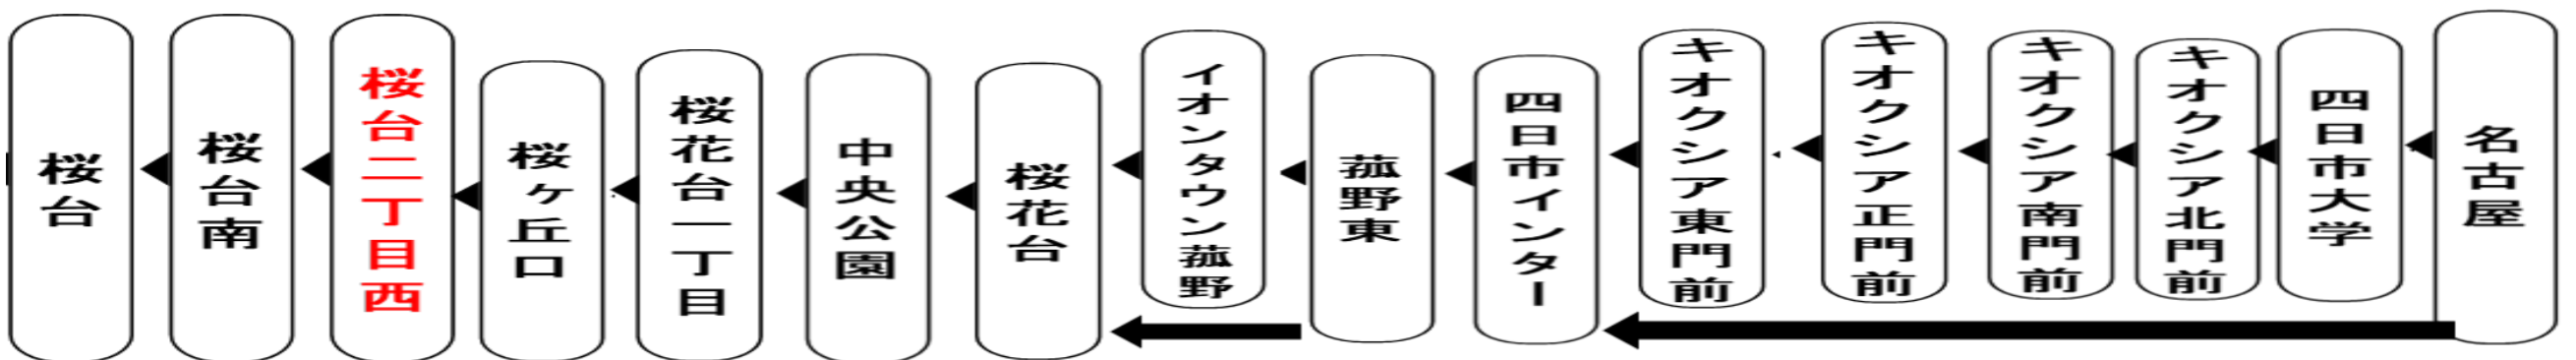 名古屋
四日市大学
キオクシア北門前
キオクシア南門前
キオクシア正門前
キオクシア東門前
四日市インター
菰野東
イオンタウン菰野
桜花台
中央公園
桜花台一丁目
桜ヶ丘口
桜台二丁目西
桜台南
桜台